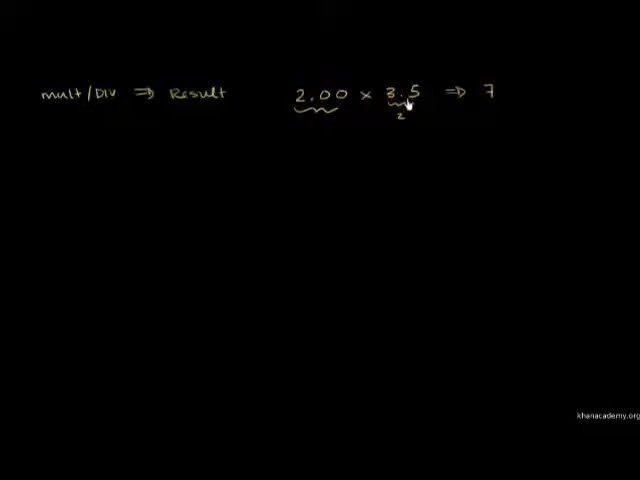 mult/Div ⇒ Result 2.00 × 3.5 ⇒ 7
2
khanacademy.org